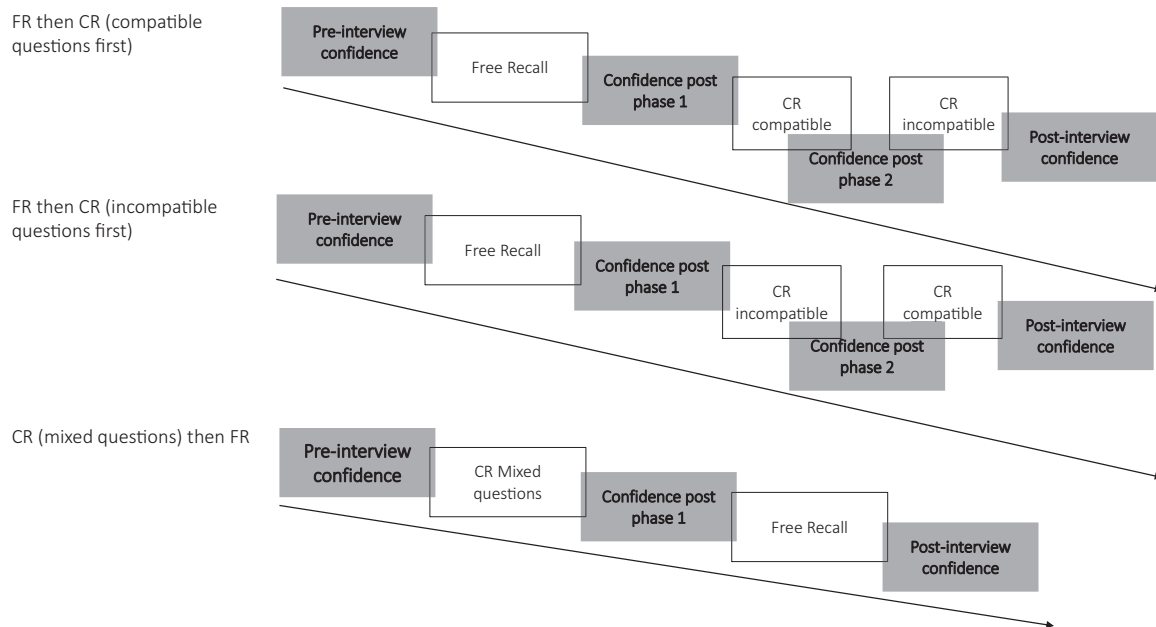 FR then CR (compatible
questions first)
Pre-interview
confidence
Free Recall
Confidence post
phase 1
CR
compatible
Confidence post
phase 2
CR
incompatible
Post-interview
confidence
FR then CR (incompatible
questions first)
Pre-interview
confidence
Free Recall
Confidence post
phase 1
CR
incompatible
Confidence post
phase 2
CR
compatible
Post-interview
confidence
CR (mixed questions) then FR
Pre-interview
confidence
CR Mixed
questions
Confidence post
phase 1
Free Recall
Post-interview
confidence